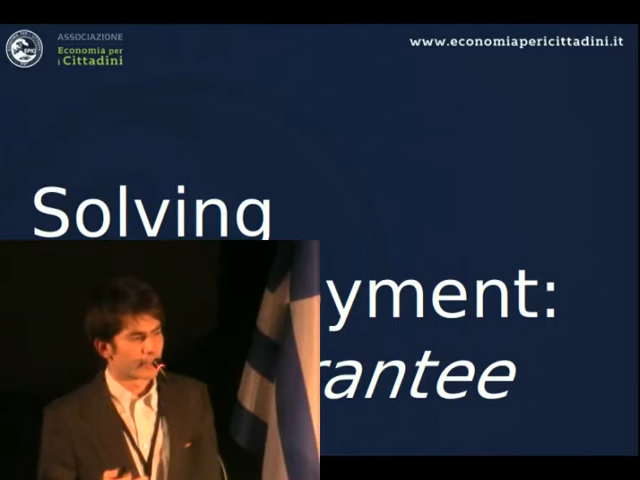 ASSOCIAZIONE
Economia per
i Cittadini
www.economiapericittadini.it
Solving
yment:
rantee